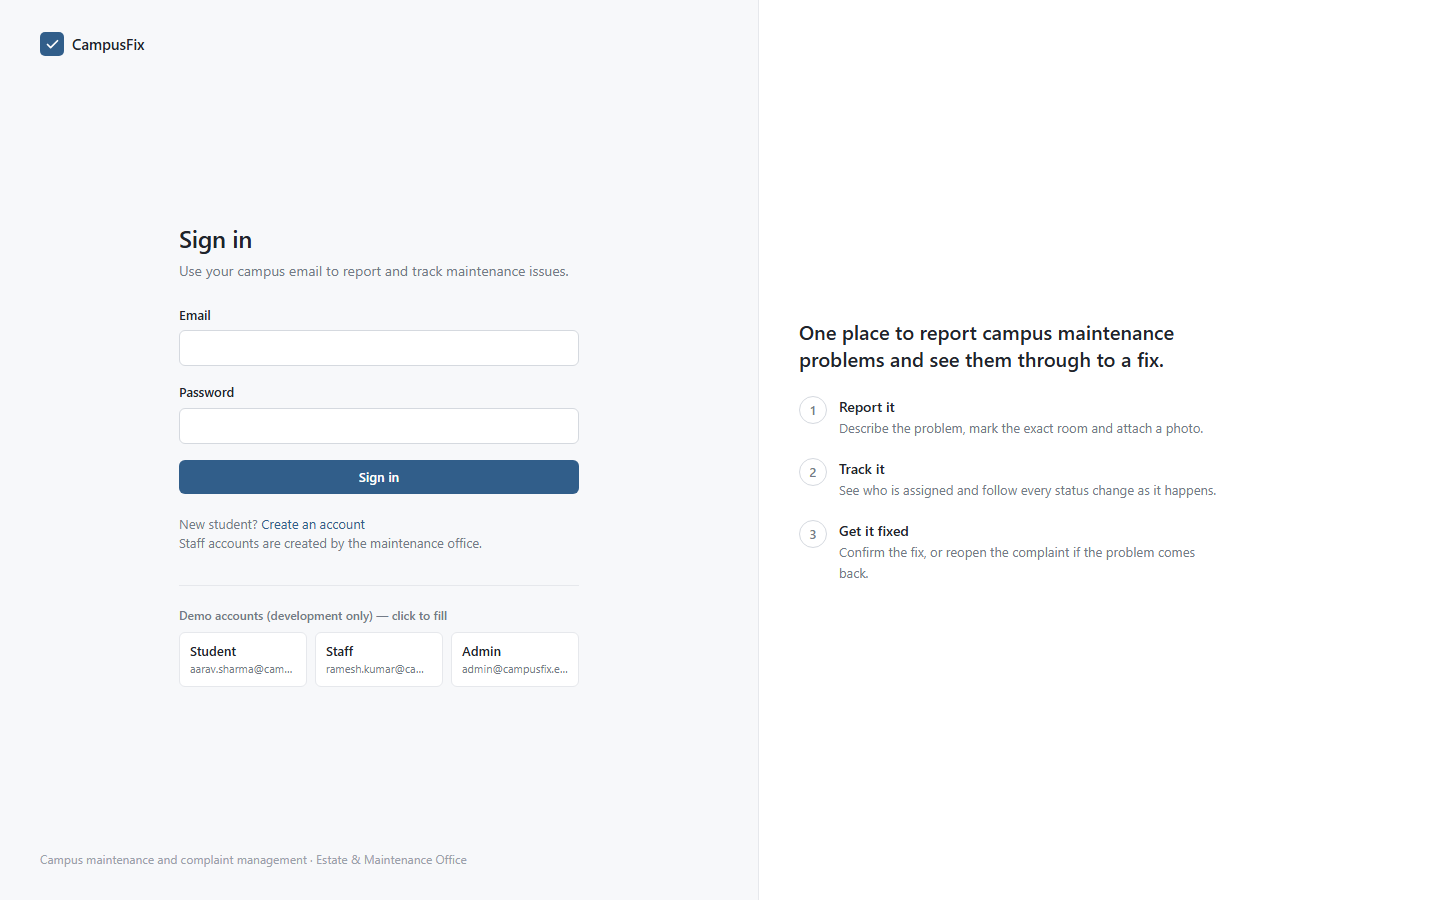 CampusFix
Sign in
Use your campus email to report and track maintenance issues.
Email
Password
Sign in
New student? Create an account
Staff accounts are created by the maintenance office.
Demo accounts (development only) — click to fill
Student
aarav.sharma@cam...
Staff
ramesh.kumar@ca...
Admin
admin@campusfix.e...
Campus maintenance and complaint management · Estate & Maintenance Office
One place to report campus maintenance
problems and see them through to a fix.
1
Report it
Describe the problem, mark the exact room and attach a photo.
2
Track it
See who is assigned and follow every status change as it happens.
3
Get it fixed
Confirm the fix, or reopen the complaint if the problem comes
back.